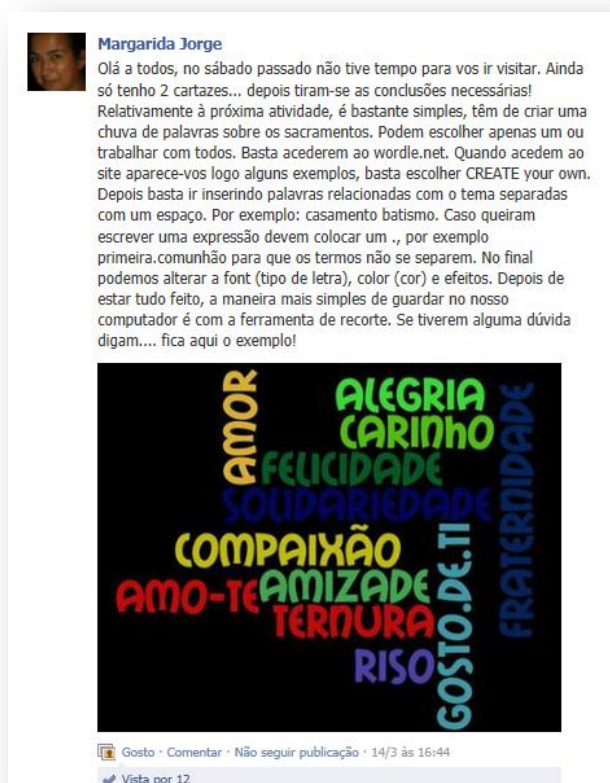 Margarida Jorge
Olá a todos, no sábado passado não tive tempo para vos ir visitar. Ainda
só tenho 2 cartazes... depois tiram-se as conclusões necessárias!
Relativamente à próxima atividade, é bastante simples, têm de criar uma
chuva de palavras sobre os sacramentos. Podem escolher apenas um ou
trabalhar com todos. Basta acederem ao wordle.net. Quando acedem ao
site aparece-vos logo alguns exemplos, basta escolher CREATE your own.
Depois basta ir inserindo palavras relacionadas com o tema separadas
com um espaço. Por exemplo: casamento batismo. Caso queiram
escrever uma expressão devem colocar um ., por exemplo
primeira.comunhão para que os termos não se separem. No final
podemos alterar a font (tipo de letra), color (cor) e efeitos. Depois de
estar tudo feito, a maneira mais simples de guardar no nosso
computador é com a ferramenta de recorte. Se tiverem alguma dúvida
digam.... fica aqui o exemplo!
AMOR
ALEGRIA
CARINHO
FELICIDADE
SOLIDARIEDADE
FRATERNIDADE
COMPAIXÃO
AMO-TE
AMIZADE
TERNURA
RISO
GOSTO.DE.TI
Gosto · Comentar · Não seguir publicação · 14/3 às 16:44
Vista por 12